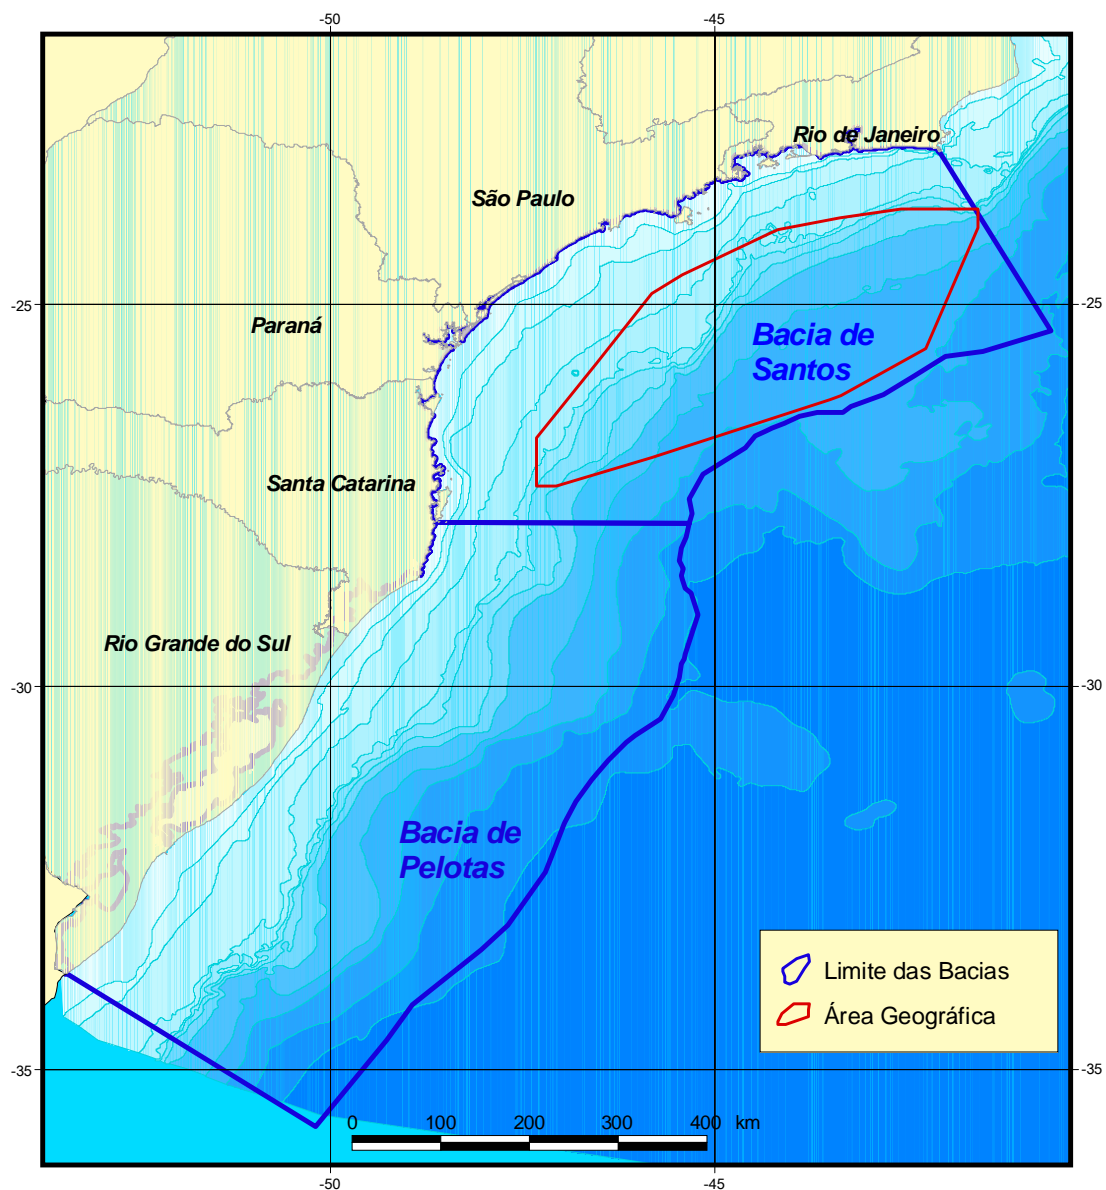 -50 -45
Rio de Janeiro
São Paulo
-25 -25
Paraná
Bacia de
Santos
Santa Catarina
Rio Grande do Sul
-30 -30
Bacia de
Pelotas
Limite das Bacias
Área Geográfica
-35 -35
0 100 200 300 400 km
-50 -45